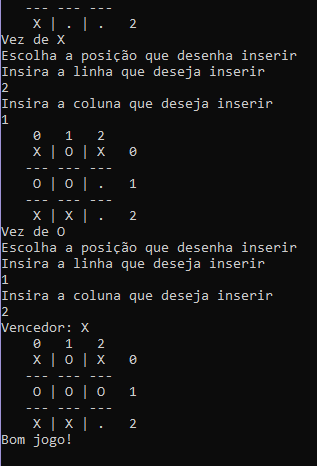 --- --- ---
X | . | . 2
Vez de X
Escolha a posição que desenha inserir
Insira a linha que deseja inserir
2
Insira a coluna que deseja inserir
1
0 1 2
X | O | X 0
--- --- ---
O | O | . 1
--- --- ---
X | X | . 2
Vez de O
Escolha a posição que desenha inserir
Insira a linha que deseja inserir
1
Insira a coluna que deseja inserir
2
Vencedor: X
0 1 2
X | O | X 0
--- --- ---
O | O | O 1
--- --- ---
X | X | . 2
Bom jogo!